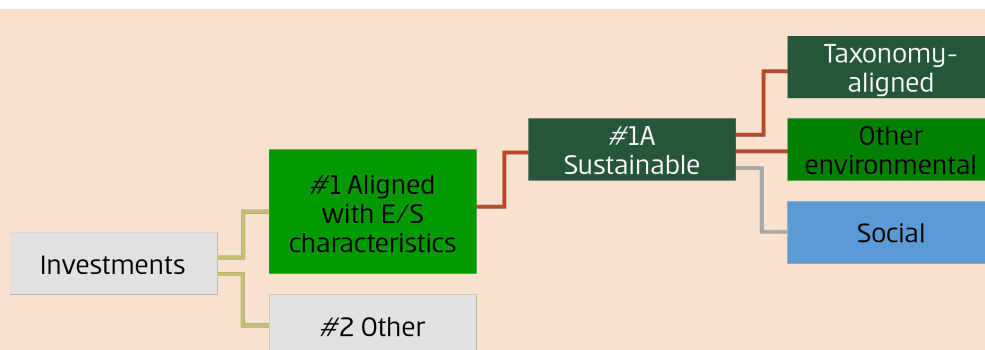 Taxonomy-
aligned
#1A
Sustainable
Other
environmental
#1 Aligned
with E/S
characteristics
Social
Investments
#2 Other